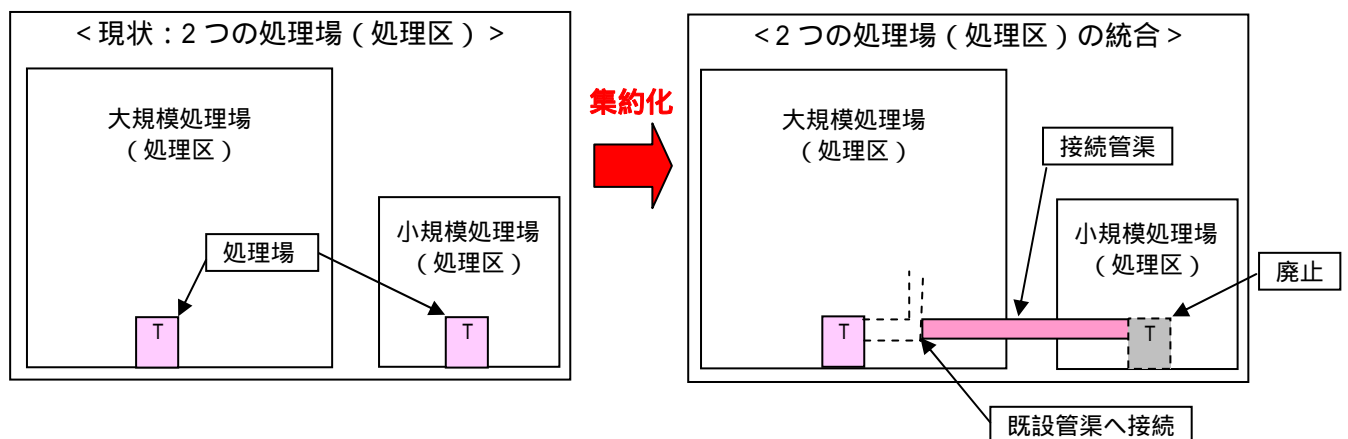 <現状:2つの処理場(処理区)>
大規模処理場
(処理区)
小規模処理場
(処理区)
処理場
T
T
集約化
<2つの処理場(処理区)の統合>
大規模処理場
(処理区)
接続管渠
小規模処理場
(処理区)
廃止
T
T
既設管渠へ接続